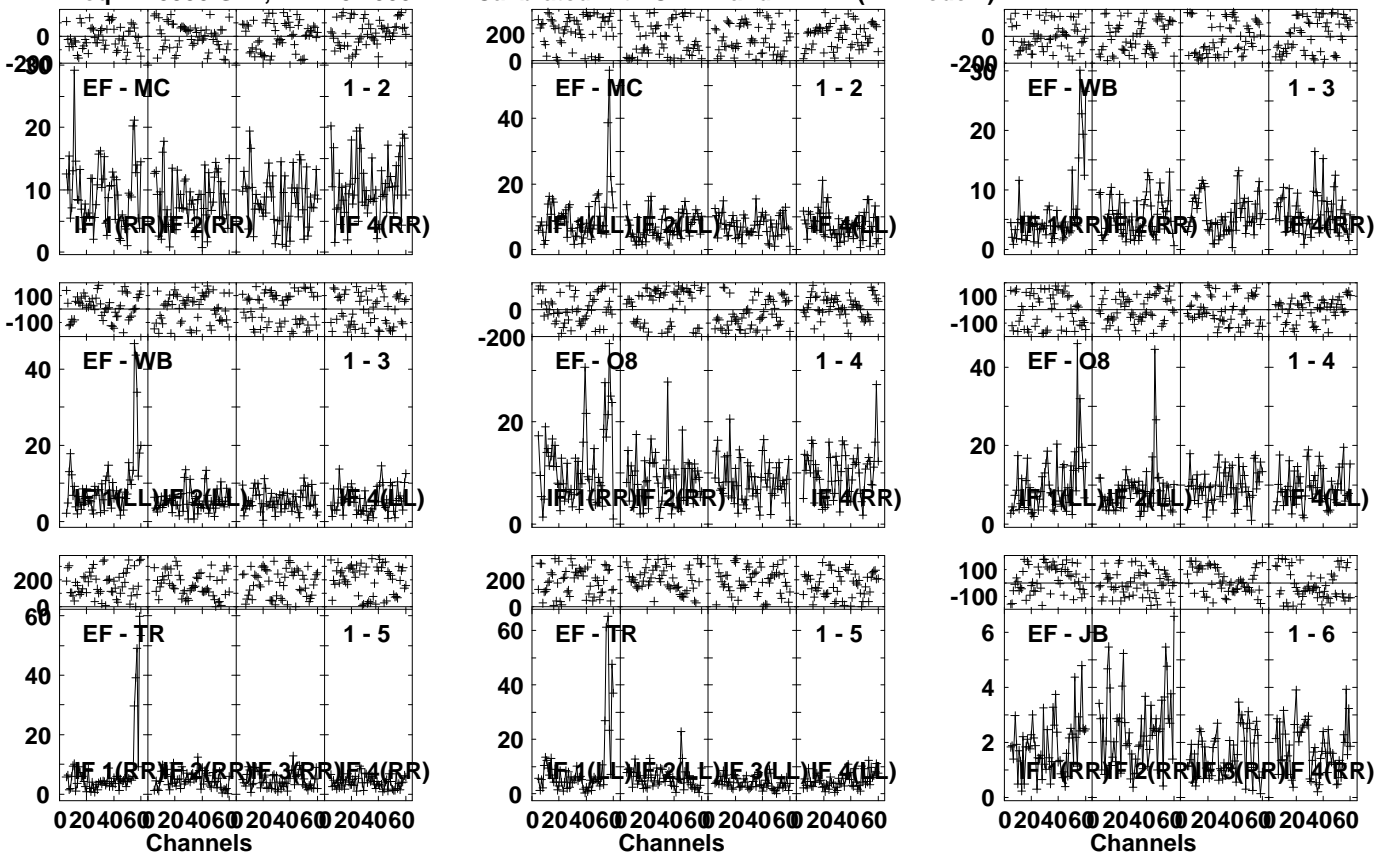 0
-200
200
0
0
-200
30
20
10
0
EF - MC
1 - 2
IF 1(RR)
IF 2(RR)
IF 4(RR)
40
20
0
EF - MC
1 - 2
IF 1(LL)
IF 2(LL)
IF 4(LL)
30
20
10
0
EF - WB
1 - 3
IF 1(RR)
IF 2(RR)
IF 4(RR)
100
-100
40
20
0
EF - WB
1 - 3
IF 1(LL)
IF 2(LL)
IF 4(LL)
0
-200
20
0
EF - O8
1 - 4
IF 1(RR)
IF 2(RR)
IF 4(RR)
100
-100
40
20
0
EF - O8
1 - 4
IF 1(LL)
IF 2(LL)
IF 4(LL)
200
0
60
40
20
0
EF - TR
1 - 5
IF 1(RR)
IF 2(RR)
IF 3(RR)
IF 4(RR)
200
0
60
40
20
0
EF - TR
1 - 5
IF 1(LL)
IF 2(LL)
IF 3(LL)
IF 4(LL)
100
-100
6
4
2
0
EF - JB
1 - 6
IF 1(RR)
IF 2(RR)
IF 3(RR)
IF 4(RR)
0 20 40 60 0 20 40 60 0 20 40 60 0 20 40 60
Channels
0 20 40 60 0 20 40 60 0 20 40 60 0 20 40 60
Channels
0 20 40 60 0 20 40 60 0 20 40 60 0 20 40 60
Channels